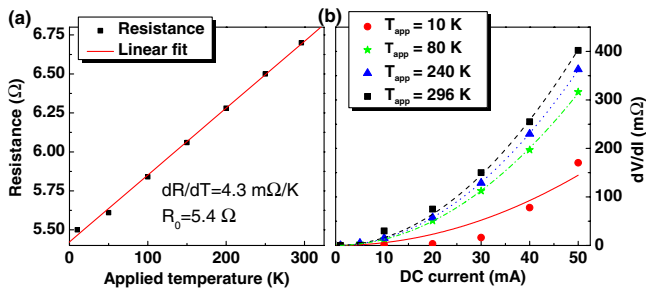 (a)
Resistance
Linear fit
Resistance (Ω)
6.75
6.50
6.25
6.00
5.75
5.50
dR/dT=4.3 mΩ/K
R0=5.4 Ω
0 50 100 150 200 250 300
Applied temperature (K)
(b)
Tapp = 10 K
Tapp = 80 K
Tapp = 240 K
Tapp = 296 K
400
300
200
100
0
dV/dI (mΩ)
0 10 20 30 40 50
DC current (mA)